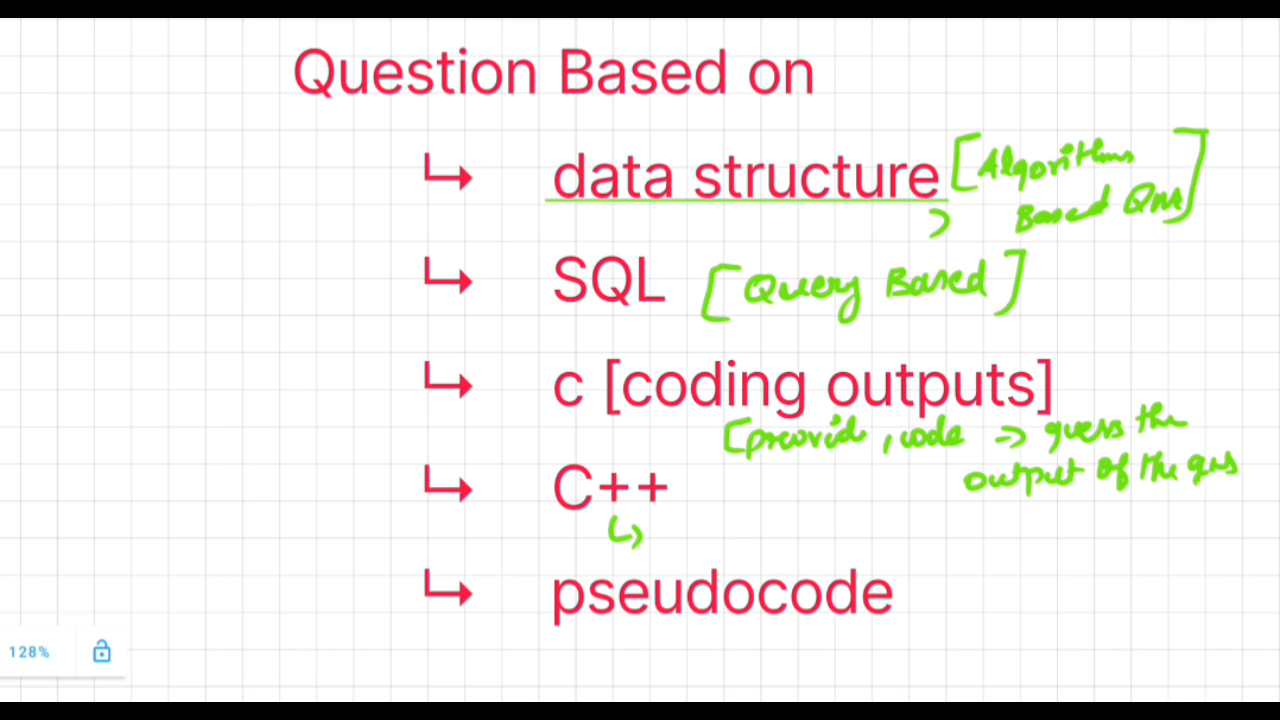 Question Based on
↳ data structure [Algorithms
Based Qns]
↳ SQL [Query Based]
↳ c [coding outputs]
[provide, code → guess the
output of the qns
↳ C++
↳ pseudocode
128%